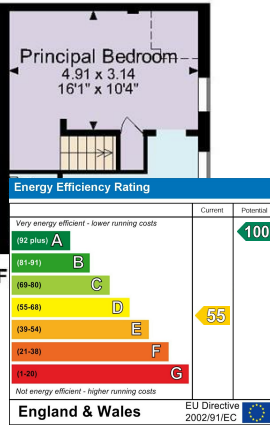 Principal Bedroom
4.91 x 3.14
16'1" x 10'4"
F
Energy Efficiency Rating
Current Potential
Very energy efficient - lower running costs
(92 plus) A 100
(81-91) B
(69-80) C
(55-68) D 55
(39-54) E
(21-38) F
(1-20) G
Not energy efficient - higher running costs
England & Wales
EU Directive
2002/91/EC